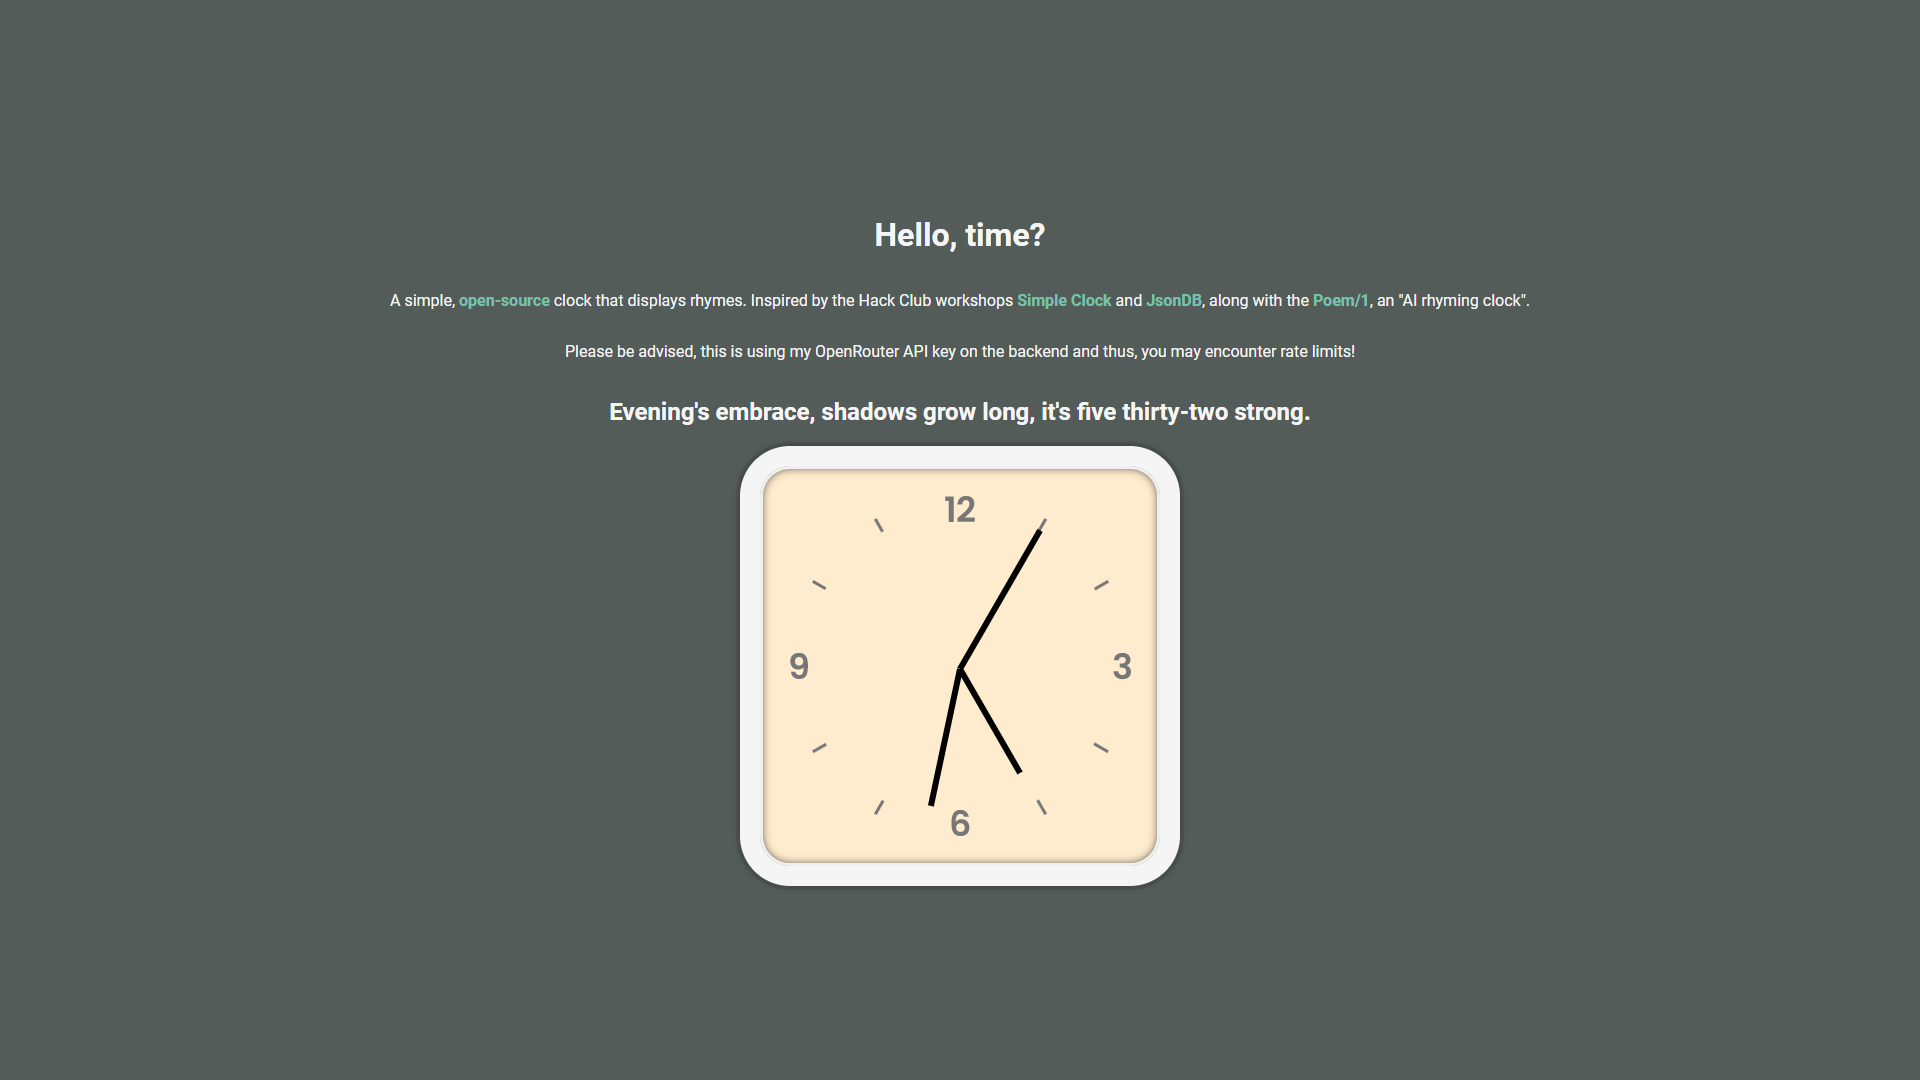 Hello, time?
A simple, open-source clock that displays rhymes. Inspired by the Hack Club workshops Simple Clock and JsonDB, along with the Poem/1, an "AI rhyming clock".
Please be advised, this is using my OpenRouter API key on the backend and thus, you may encounter rate limits!
Evening's embrace, shadows grow long, it's five thirty-two strong.
12
9
3
6